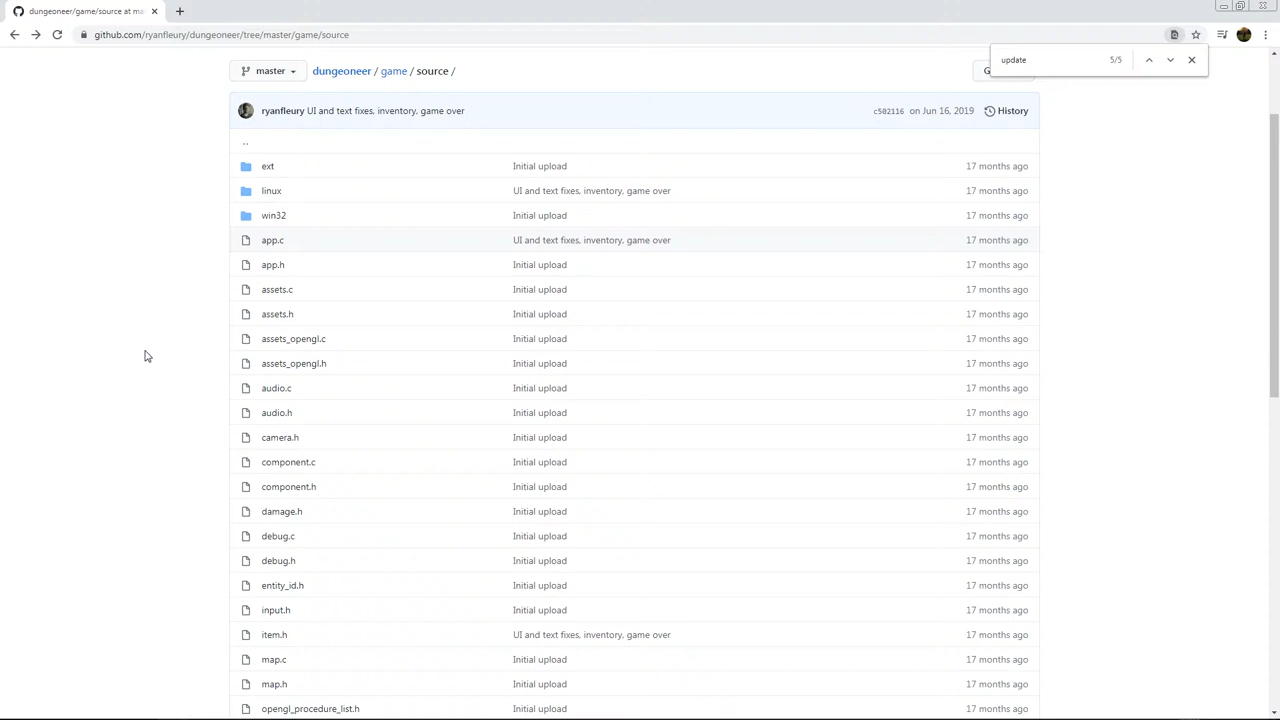 dungeoneer/game/source at ma
github.com/ryanfleury/dungeoneer/tree/master/game/source
update 5/5
master dungeoneer / game / source / G
ryanfleury UI and text fixes, inventory, game over c502116 on Jun 16, 2019 History
..
ext Initial upload 17 months ago
linux UI and text fixes, inventory, game over 17 months ago
win32 Initial upload 17 months ago
app.c UI and text fixes, inventory, game over 17 months ago
app.h Initial upload 17 months ago
assets.c Initial upload 17 months ago
assets.h Initial upload 17 months ago
assets_opengl.c Initial upload 17 months ago
assets_opengl.h Initial upload 17 months ago
audio.c Initial upload 17 months ago
audio.h Initial upload 17 months ago
camera.h Initial upload 17 months ago
component.c Initial upload 17 months ago
component.h Initial upload 17 months ago
damage.h Initial upload 17 months ago
debug.c Initial upload 17 months ago
debug.h Initial upload 17 months ago
entity_id.h Initial upload 17 months ago
input.h Initial upload 17 months ago
item.h UI and text fixes, inventory, game over 17 months ago
map.c Initial upload 17 months ago
map.h Initial upload 17 months ago
opengl_procedure_list.h Initial upload 17 months ago